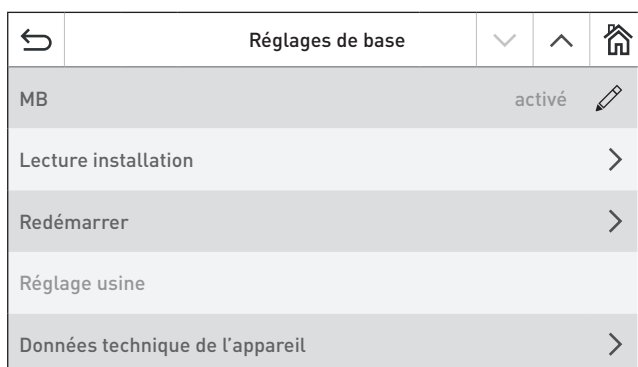 Réglages de base
MB activé
Lecture installation
Redémarrer
Réglage usine
Données technique de l'appareil